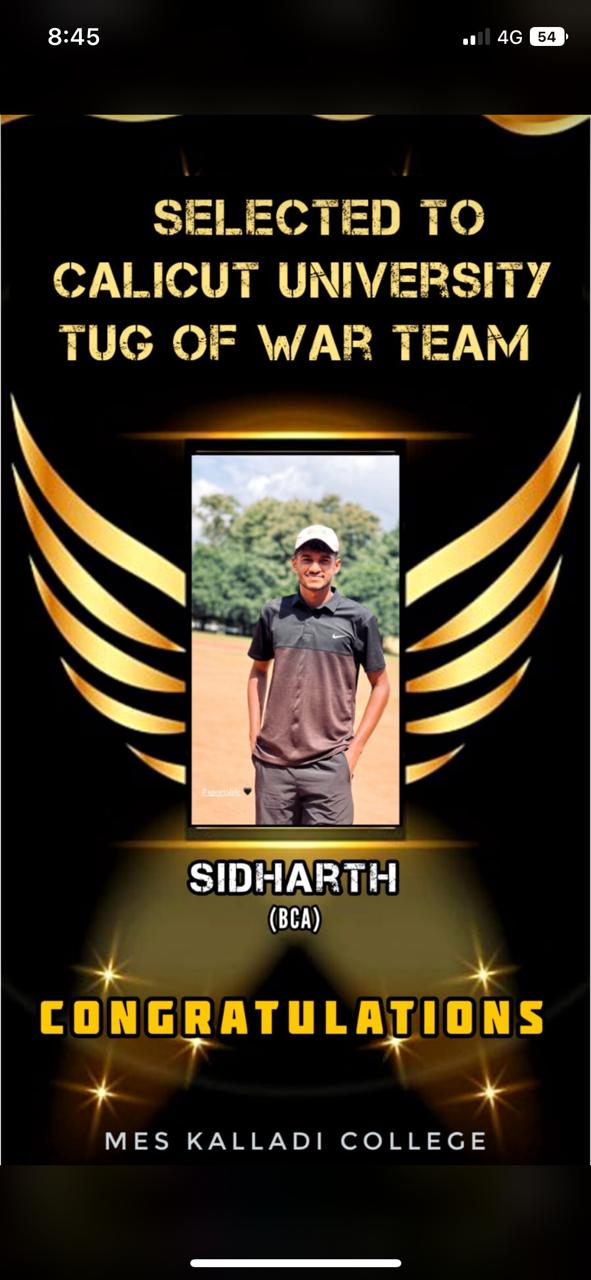 8:45
4G 54
SELECTED TO
CALICUT UNIVERSITY
TUG OF WAR TEAM
SIDHARTH
(BCA)
CONGRATULATIONS
MES KALLADI COLLEGE